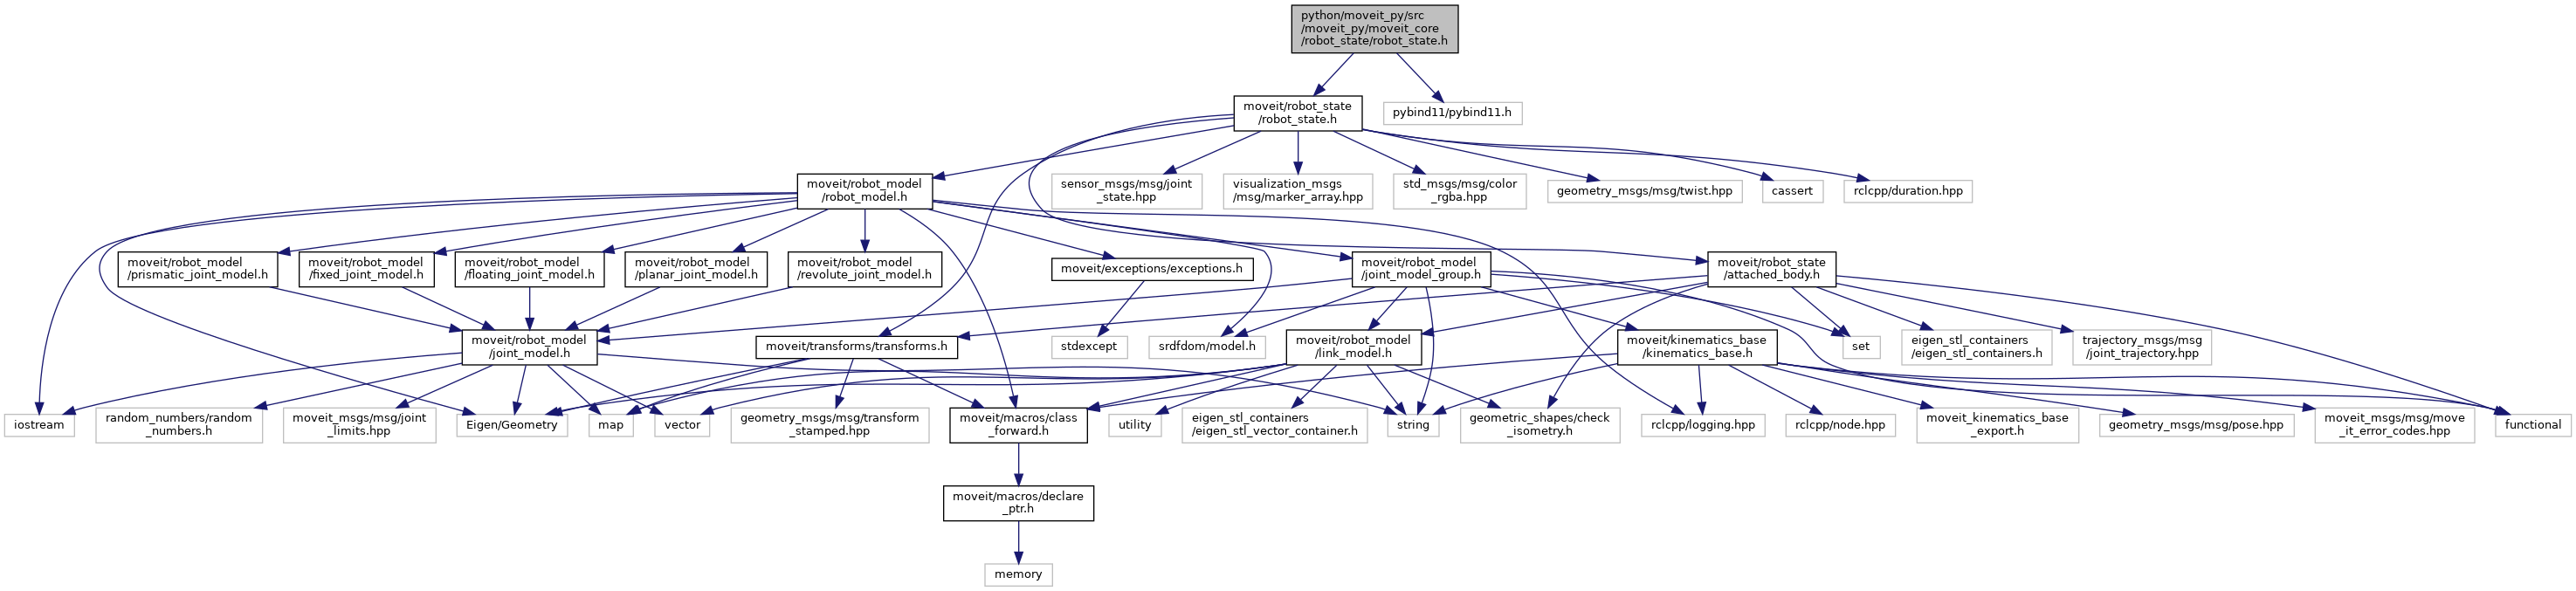 python/moveit_py/src
/moveit_py/moveit_core
/robot_state/robot_state.h
moveit/robot_state
/robot_state.h
pybind11/pybind11.h
moveit/robot_model
/robot_model.h
sensor_msgs/msg/joint
_state.hpp
visualization_msgs
/msg/marker_array.hpp
std_msgs/msg/color
_rgba.hpp
geometry_msgs/msg/twist.hpp
cassert
rclcpp/duration.hpp
moveit/robot_model
/prismatic_joint_model.h
moveit/robot_model
/fixed_joint_model.h
moveit/robot_model
/floating_joint_model.h
moveit/robot_model
/planar_joint_model.h
moveit/robot_model
/revolute_joint_model.h
moveit/exceptions/exceptions.h
moveit/robot_model
/joint_model_group.h
moveit/robot_state
/attached_body.h
moveit/robot_model
/joint_model.h
moveit/transforms/transforms.h
stdexcept
srdfdom/model.h
moveit/robot_model
/link_model.h
moveit/kinematics_base
/kinematics_base.h
set
eigen_stl_containers
/eigen_stl_containers.h
trajectory_msgs/msg
/joint_trajectory.hpp
iostream
random_numbers/random
_numbers.h
moveit_msgs/msg/joint
_limits.hpp
Eigen/Geometry
map
vector
geometry_msgs/msg/transform
_stamped.hpp
moveit/macros/class
_forward.h
utility
eigen_stl_containers
/eigen_stl_vector_container.h
string
geometric_shapes/check
_isometry.h
rclcpp/logging.hpp
rclcpp/node.hpp
moveit_kinematics_base
_export.h
geometry_msgs/msg/pose.hpp
moveit_msgs/msg/move
_it_error_codes.hpp
functional
moveit/macros/declare
_ptr.h
memory